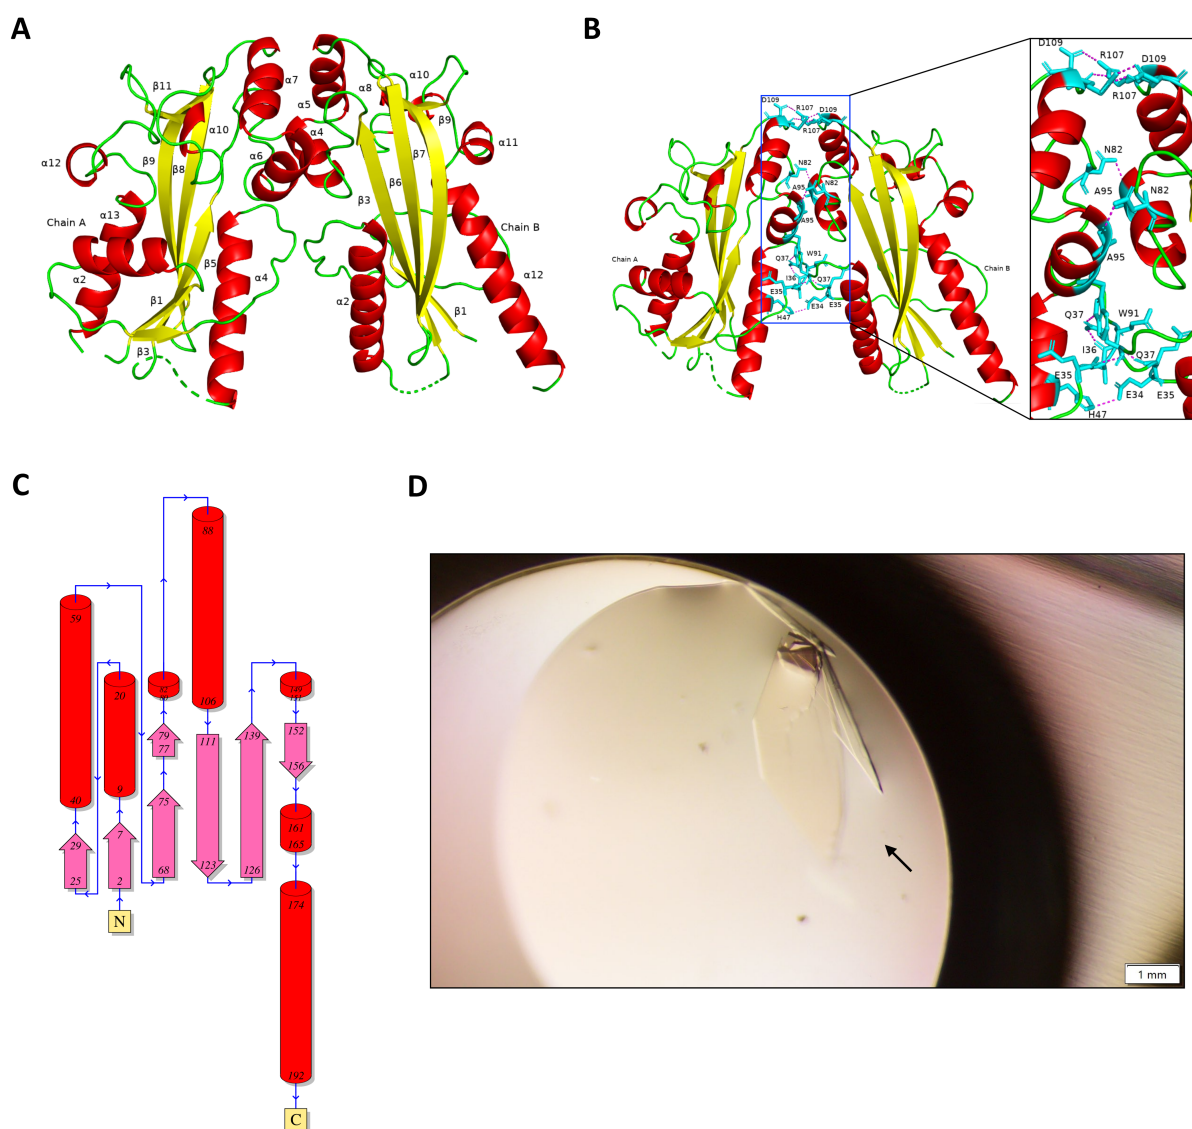 A
B
β11
α7
α8
α10
α5
α10
α4
β9
α11
α12
β9
β8
α6
β7
β6
α13
β3
Chain A
Chain B
β5
α2
α4
α12
β1
α2
β1
β3
D109
R107
D109
R107
N82
N82
A95
A95
Chain A
Q37
W91
I36
Q37
Chain B
E35
E34
E35
H47
D109
R107
D109
R107
N82
A95
N82
A95
Q37
W91
I36
Q37
E35
E34
E35
H47
C
D
88
59
20
106
149
79
77
111
139
152
156
40
9
75
29
7
161
165
25
2
68
123
126
174
N
192
C
1 mm